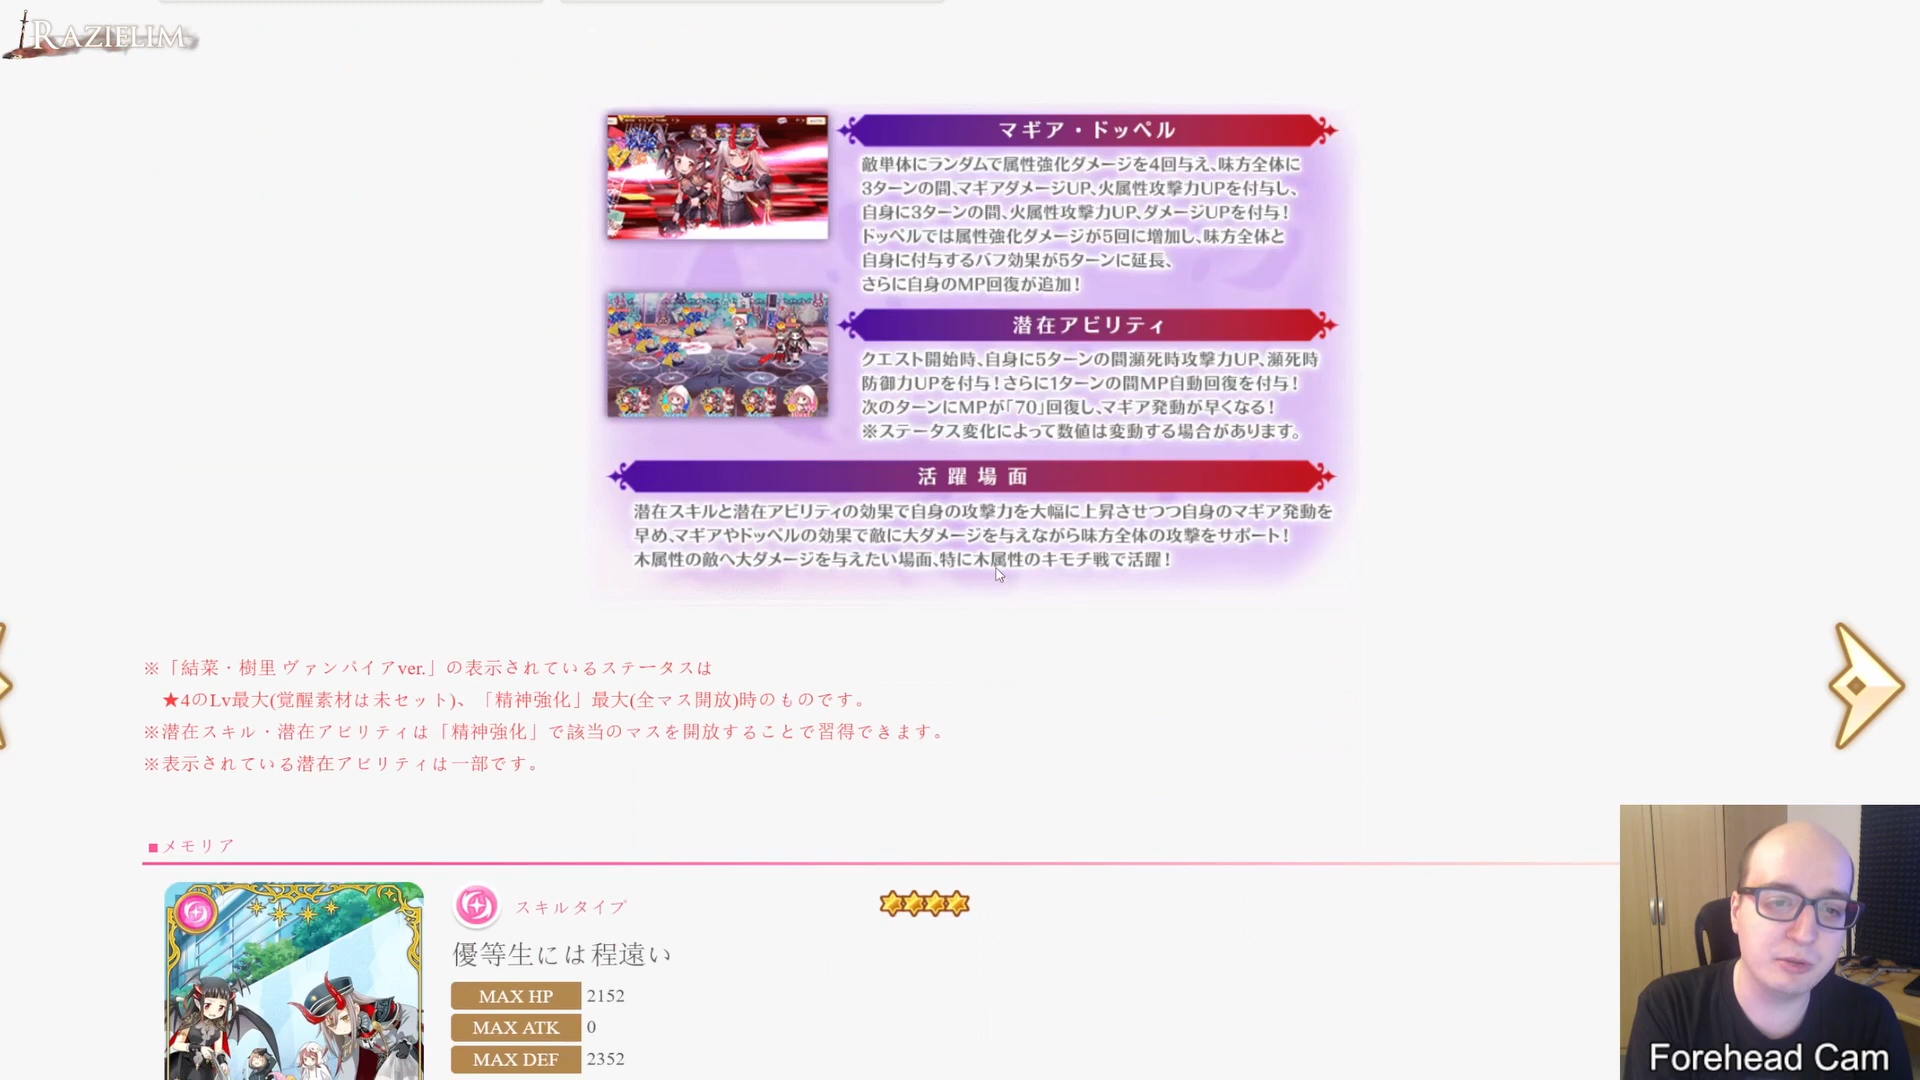 RAZIELIM
マギア・ドッペル
敵単体にランダムで属性強化ダメージを4回与え、味方全体に
3ターンの間、マギアダメージUP、火属性攻撃力UPを付与し、
自身に3ターンの間、火属性攻撃力UP、ダメージUPを付与！
ドッペルでは属性強化ダメージが5回に増加し、味方全体と
自身に付与するバフ効果が5ターンに延長、
さらに自身のMP回復が追加！
潜在アビリティ
クエスト開始時、自身に5ターンの間瀕死時攻撃力UP、瀕死時
防御力UPを付与！さらに1ターンの間MP自動回復を付与！
次のターンにMPが「70」回復し、マギア発動が早くなる！
※ステータス変化によって数値は変動する場合があります。
活躍場面
潜在スキルと潜在アビリティの効果で自身の攻撃力を大幅に上昇させつつ自身のマギア発動を
早め、マギアやドッペルの効果で敵に大ダメージを与えながら味方全体の攻撃をサポート！
木属性の敵へ大ダメージを与えたい場面、特に木属性のキモチ戦で活躍！
※「結菜・樹里 ヴァンパイアver.」の表示されているステータスは
★4のLv最大(覚醒素材は未セット)、「精神強化」最大(全マス開放)時のものです。
※潜在スキル・潜在アビリティは「精神強化」で該当のマスを開放することで習得できます。
※表示されている潜在アビリティは一部です。
■メモリア
スキルタイプ
優等生には程遠い
MAX HP 2152
MAX ATK 0
MAX DEF 2352
Forehead Cam